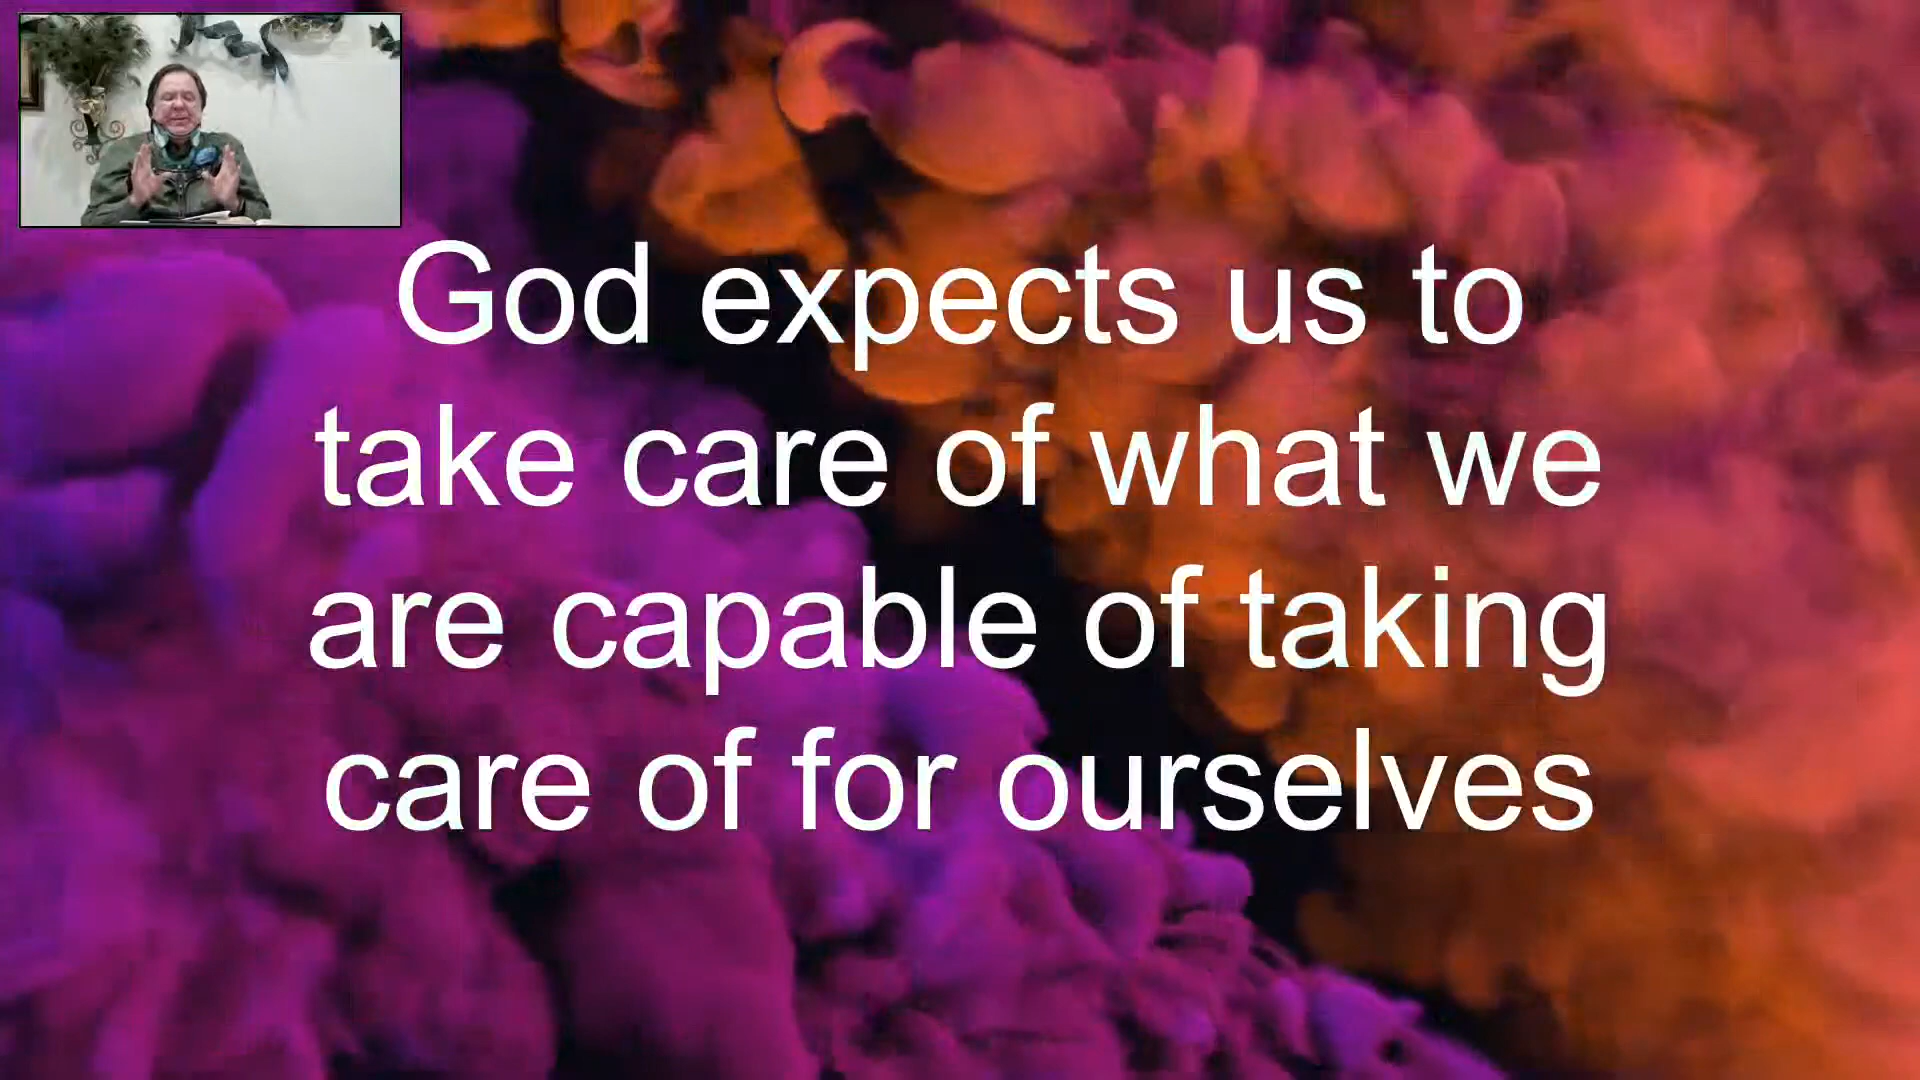 God expects us to
take care of what we
are capable of taking
care of for ourselves